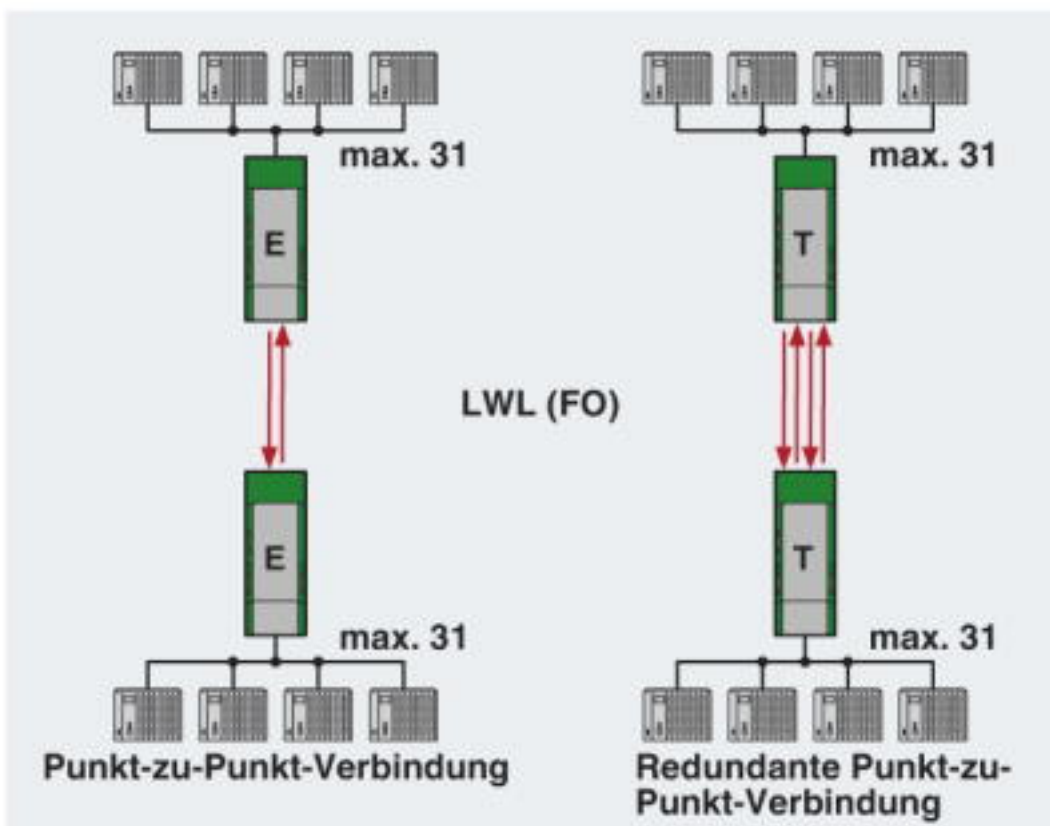 max. 31
max. 31
E
T
LWL (FO)
E
T
max. 31
max. 31
Punkt-zu-Punkt-Verbindung
Redundante Punkt-zu-
Punkt-Verbindung